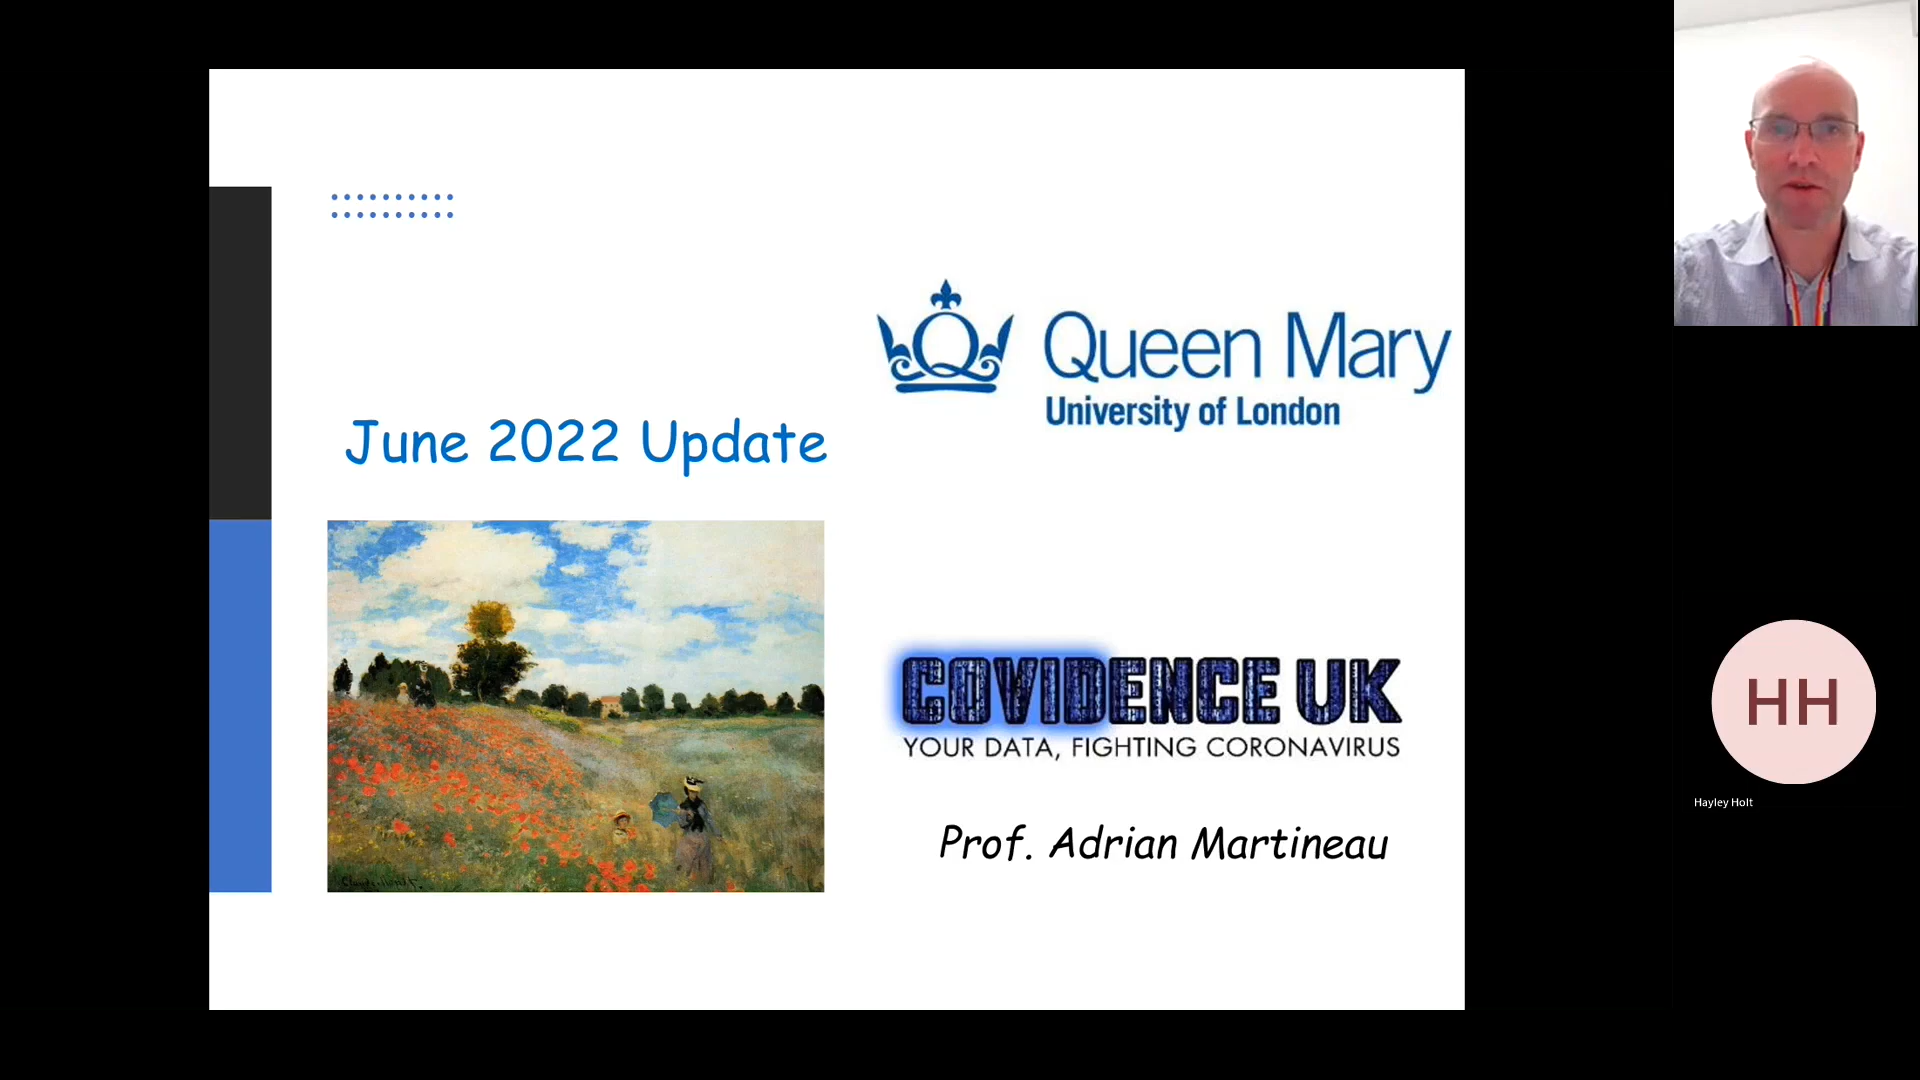 June 2022 Update
Queen Mary
University of London
COVIDENCE UK
YOUR DATA, FIGHTING CORONAVIRUS
Prof. Adrian Martineau
HH
Hayley Holt